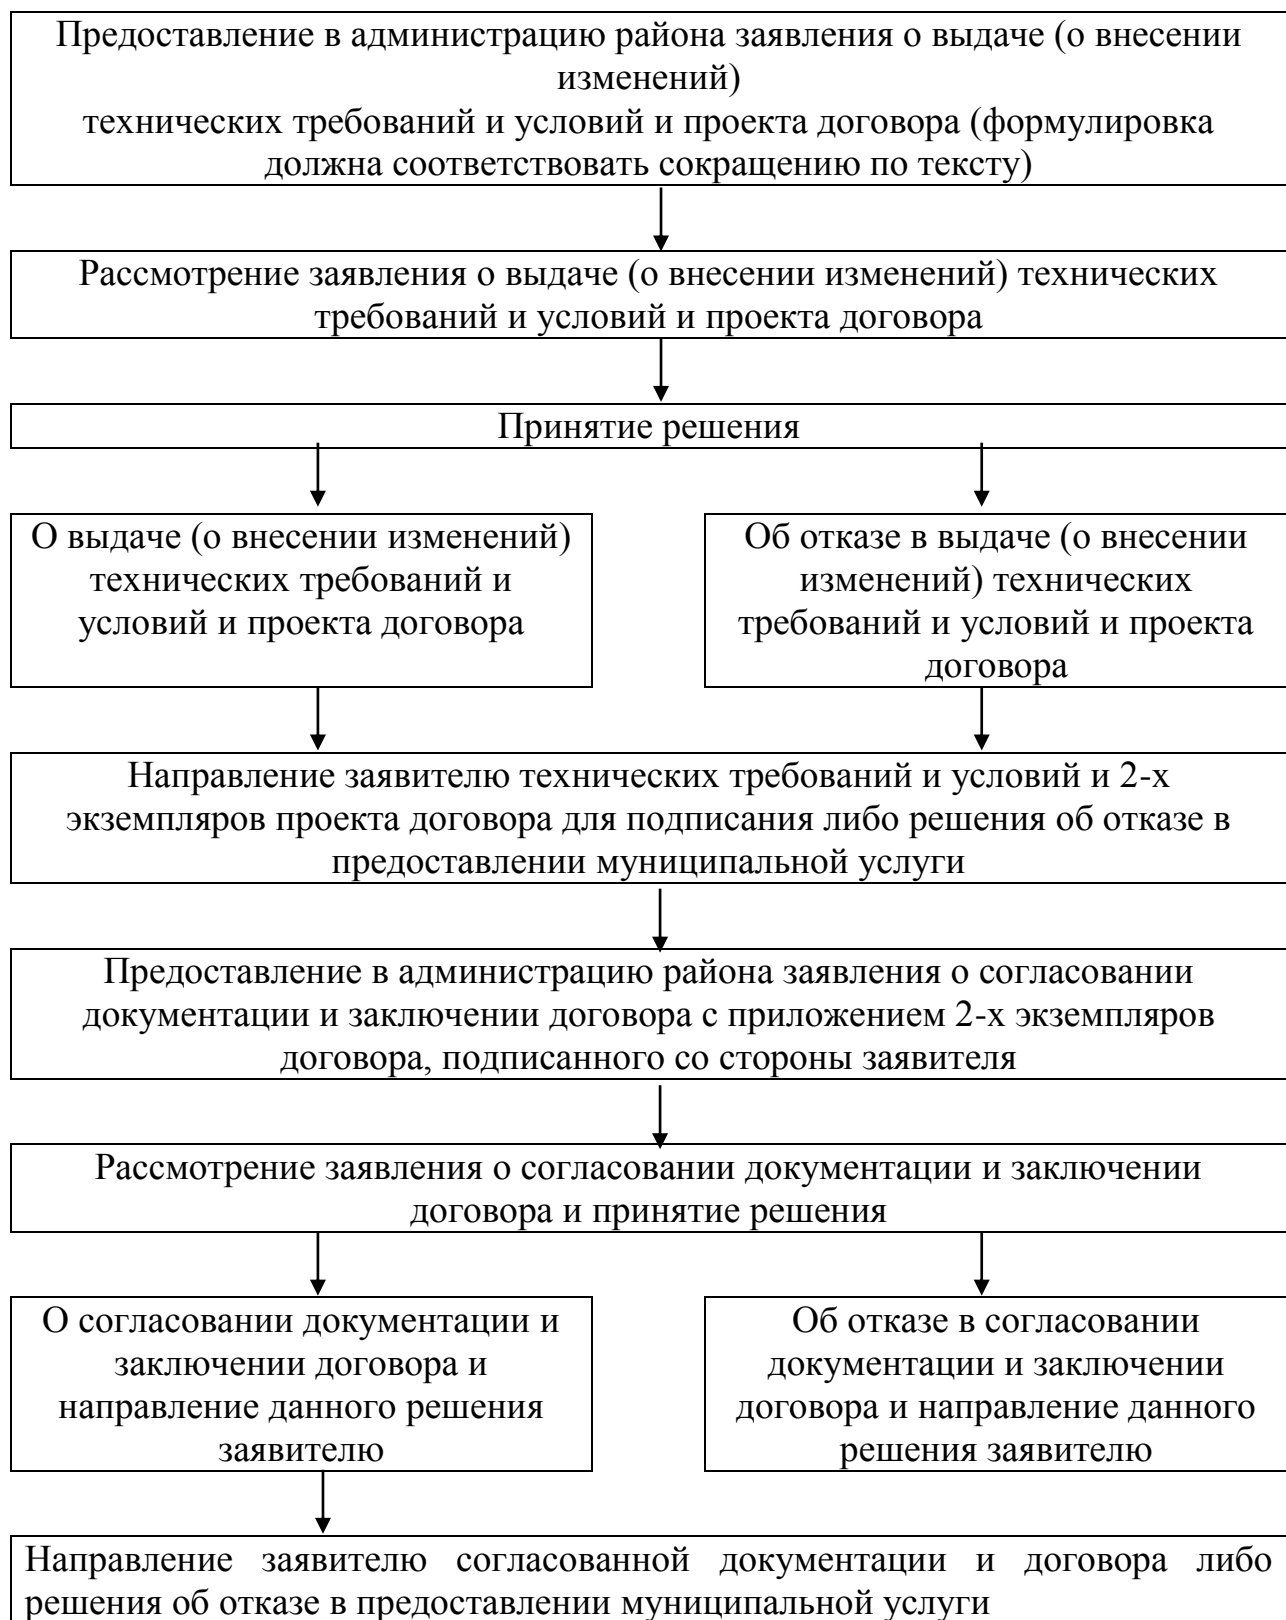 Предоставление в администрацию района заявления о выдаче (о внесении
изменений)
технических требований и условий и проекта договора (формулировка
должна соответствовать сокращению по тексту)
Рассмотрение заявления о выдаче (о внесении изменений) технических
требований и условий и проекта договора
Принятие решения
О выдаче (о внесении изменений)
технических требований и
условий и проекта договора
Об отказе в выдаче (о внесении
изменений) технических
требований и условий и проекта
договора
Направление заявителю технических требований и условий и 2-х
экземпляров проекта договора для подписания либо решения об отказе в
предоставлении муниципальной услуги
Предоставление в администрацию района заявления о согласовании
документации и заключении договора с приложением 2-х экземпляров
договора, подписанного со стороны заявителя
Рассмотрение заявления о согласовании документации и заключении
договора и принятие решения
О согласовании документации и
заключении договора и
направление данного решения
заявителю
Об отказе в согласовании
документации и заключении
договора и направление данного
решения заявителю
Направление заявителю согласованной документации и договора либо
решения об отказе в предоставлении муниципальной услуги